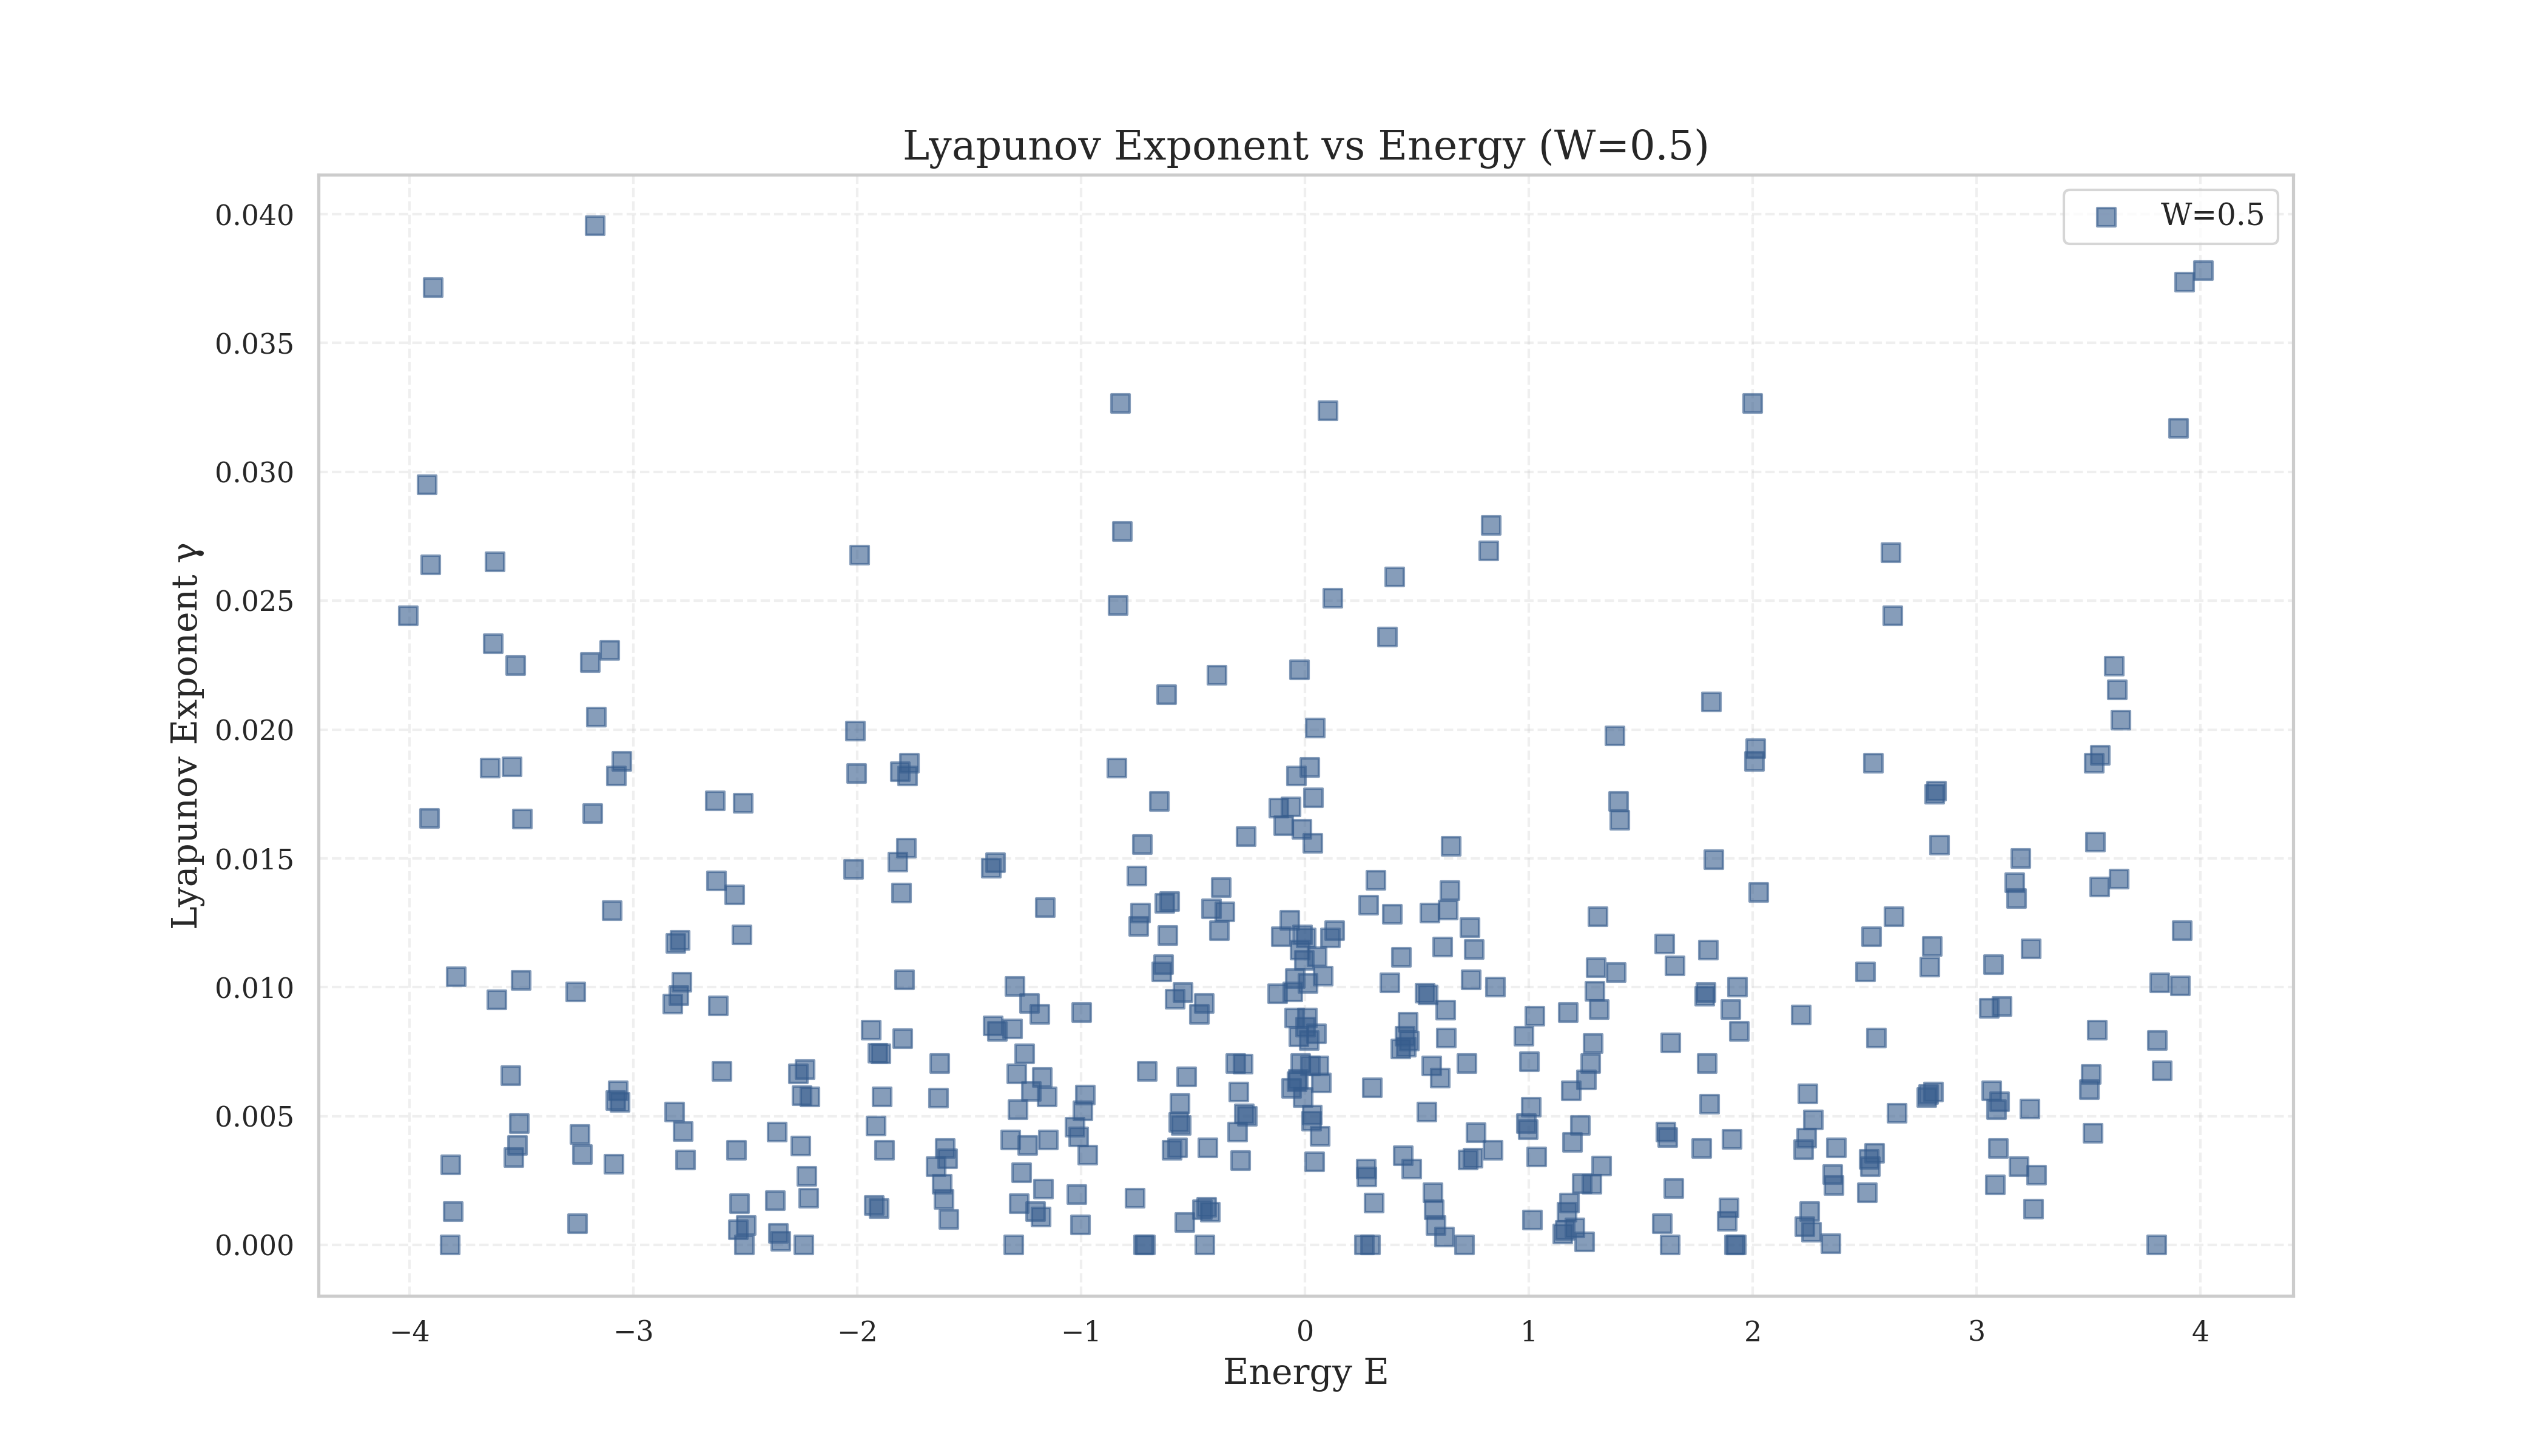 Lyapunov Exponent vs Energy (W=0.5)
W=0.5
Lyapunov Exponent γ
0.040
0.035
0.030
0.025
0.020
0.015
0.010
0.005
0.000
−4 −3 −2 −1 0 1 2 3 4
Energy E